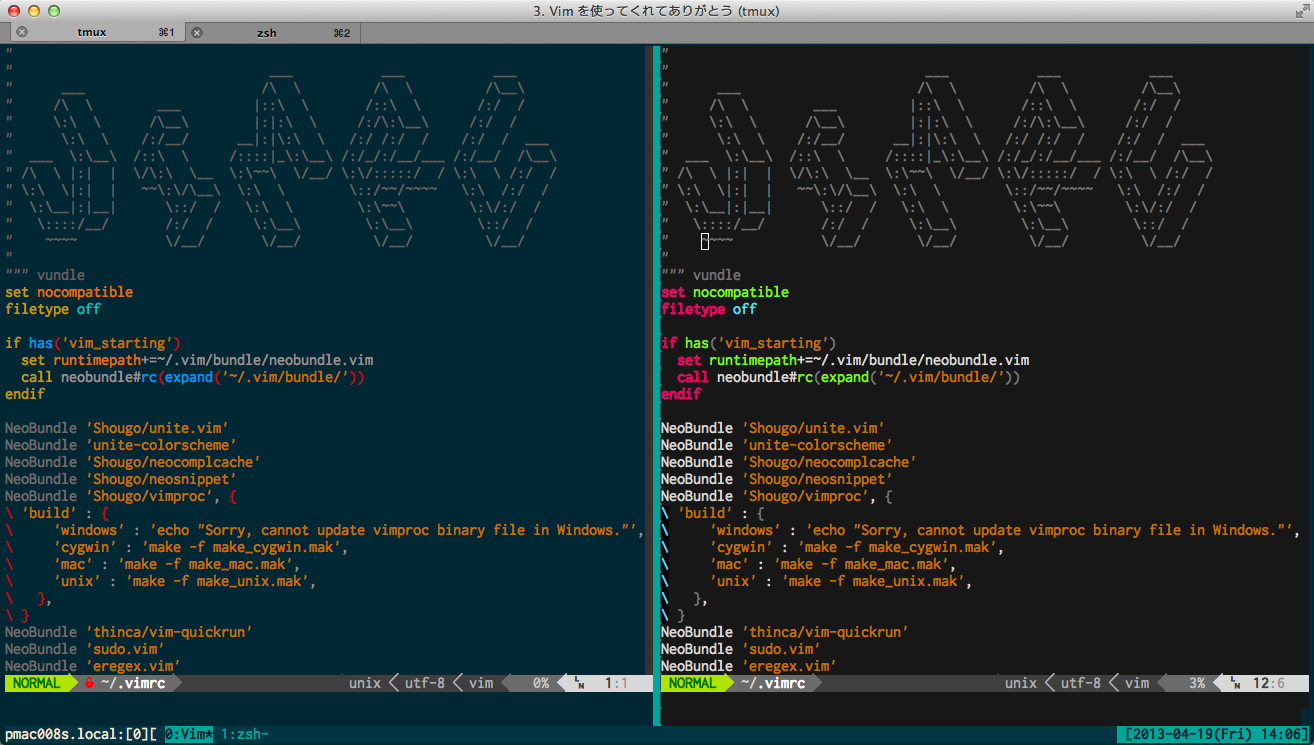 3. Vim を使ってくれてありがとう (tmux)
tmux ⌘1 zsh ⌘2
""" vundle
set nocompatible
filetype off
if has('vim_starting')
set runtimepath+=~/.vim/bundle/neobundle.vim
call neobundle#rc(expand('~/.vim/bundle/'))
endif
NeoBundle 'Shougo/unite.vim'
NeoBundle 'unite-colorscheme'
NeoBundle 'Shougo/neocomplcache'
NeoBundle 'Shougo/neosnippet'
NeoBundle 'Shougo/vimproc', {
\ 'build' : {
\ 'windows' : 'echo "Sorry, cannot update vimproc binary file in Windows."',
\ 'cygwin' : 'make -f make_cygwin.mak',
\ 'mac' : 'make -f make_mac.mak',
\ 'unix' : 'make -f make_unix.mak',
\ },
\ }
NeoBundle 'thinca/vim-quickrun'
NeoBundle 'sudo.vim'
NeoBundle 'eregex.vim'
NORMAL ~/.vimrc unix utf-8 vim 0% LN 1:1
""" vundle
set nocompatible
filetype off
if has('vim_starting')
set runtimepath+=~/.vim/bundle/neobundle.vim
call neobundle#rc(expand('~/.vim/bundle/'))
endif
NeoBundle 'Shougo/unite.vim'
NeoBundle 'unite-colorscheme'
NeoBundle 'Shougo/neocomplcache'
NeoBundle 'Shougo/neosnippet'
NeoBundle 'Shougo/vimproc', {
\ 'build' : {
\ 'windows' : 'echo "Sorry, cannot update vimproc binary file in Windows."',
\ 'cygwin' : 'make -f make_cygwin.mak',
\ 'mac' : 'make -f make_mac.mak',
\ 'unix' : 'make -f make_unix.mak',
\ },
\ }
NeoBundle 'thinca/vim-quickrun'
NeoBundle 'sudo.vim'
NeoBundle 'eregex.vim'
NORMAL ~/.vimrc unix utf-8 vim 3% LN 12:6
pmac008s.local:[0][ 0:Vim* 1:zsh- [2013-04-19(Fri) 14:06]